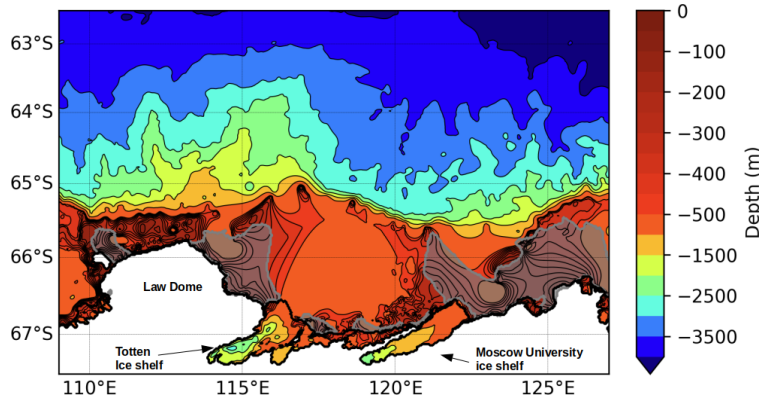 63°S
64°S
65°S
66°S
67°S
110°E
115°E
120°E
125°E
Law Dome
Totten
Ice shelf
Moscow University
ice shelf
0
−100
−200
−300
−400
−500
−1500
−2500
−3500
Depth (m)